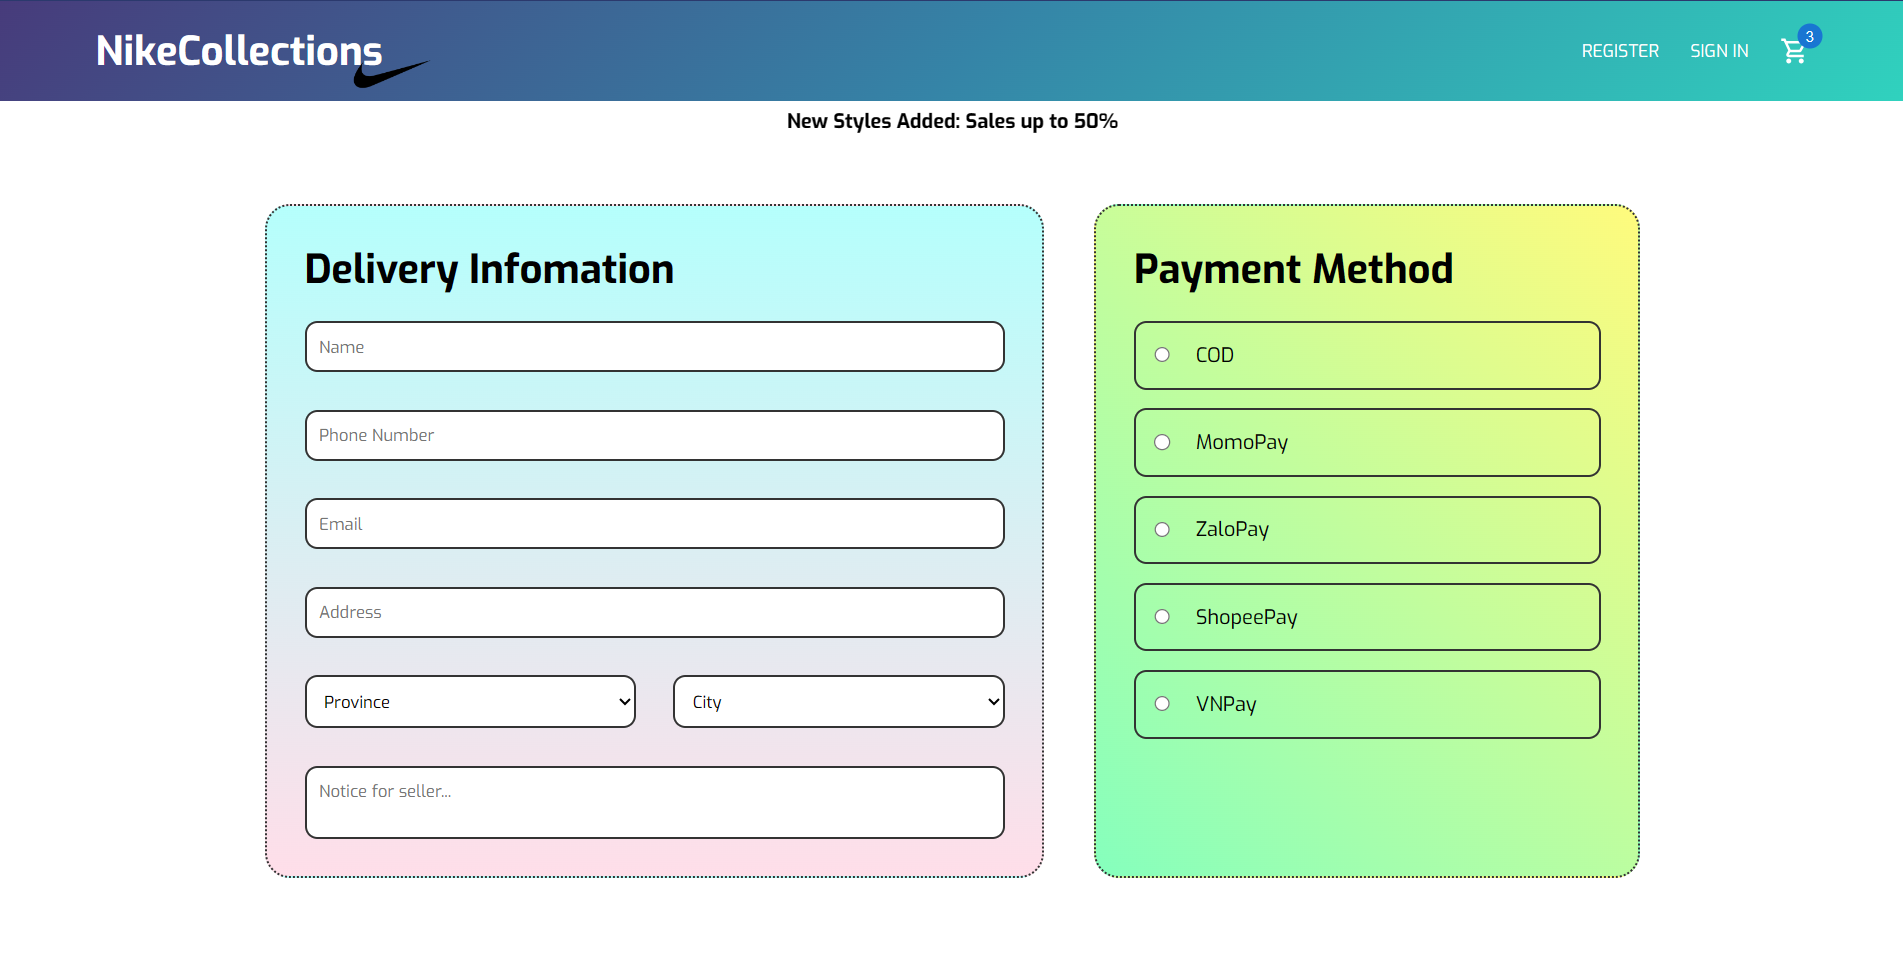 NikeCollections
REGISTER
SIGN IN
3
New Styles Added: Sales up to 50%
Delivery Infomation
Name
Phone Number
Email
Address
Province
City
Notice for seller...
Payment Method
COD
MomoPay
ZaloPay
ShopeePay
VNPay